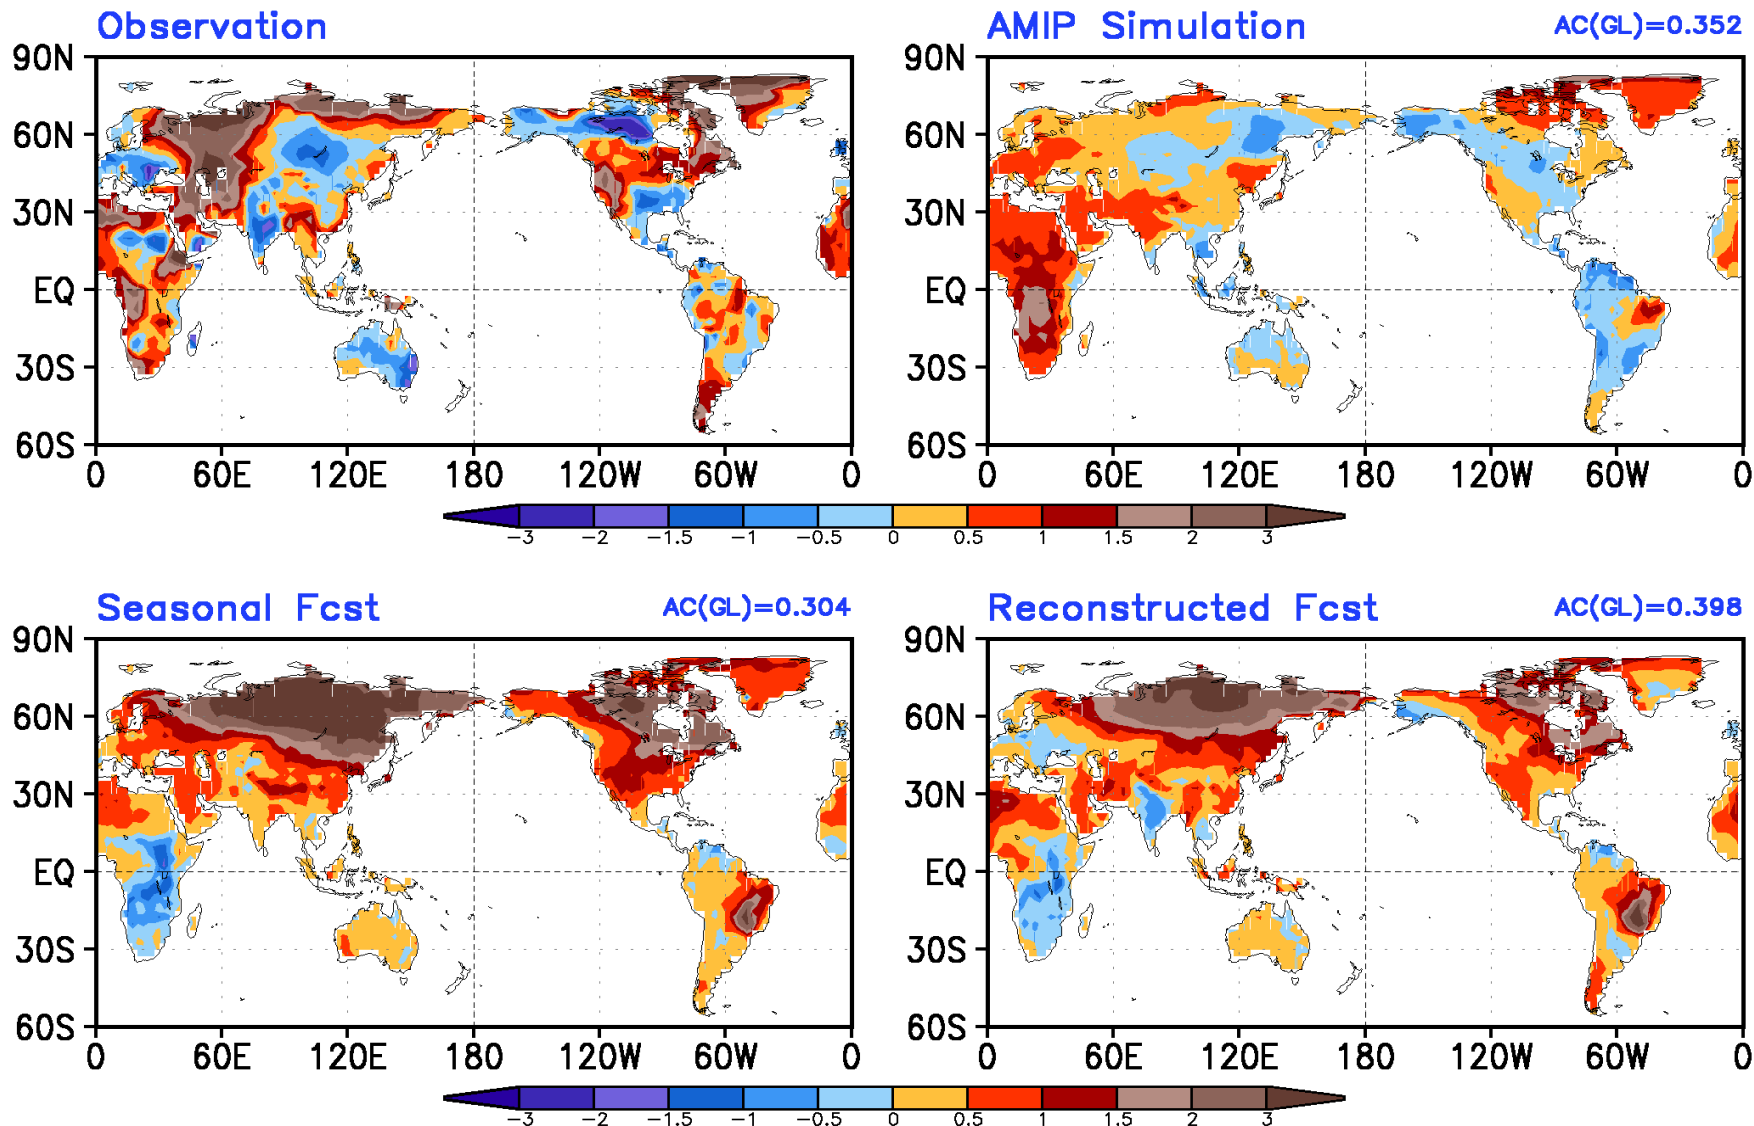 Observation
AMIP Simulation AC(GL)=0.352
90N 90N
60N 60N
30N 30N
EQ EQ
30S 30S
60S 60S
0 60E 120E 180 120W 60W 0 0 60E 120E 180 120W 60W 0
-3 -2 -1.5 -1 -0.5 0 0.5 1 1.5 2 3
Seasonal Fcst AC(GL)=0.304
Reconstructed Fcst AC(GL)=0.398
90N 90N
60N 60N
30N 30N
EQ EQ
30S 30S
60S 60S
0 60E 120E 180 120W 60W 0 0 60E 120E 180 120W 60W 0
-3 -2 -1.5 -1 -0.5 0 0.5 1 1.5 2 3